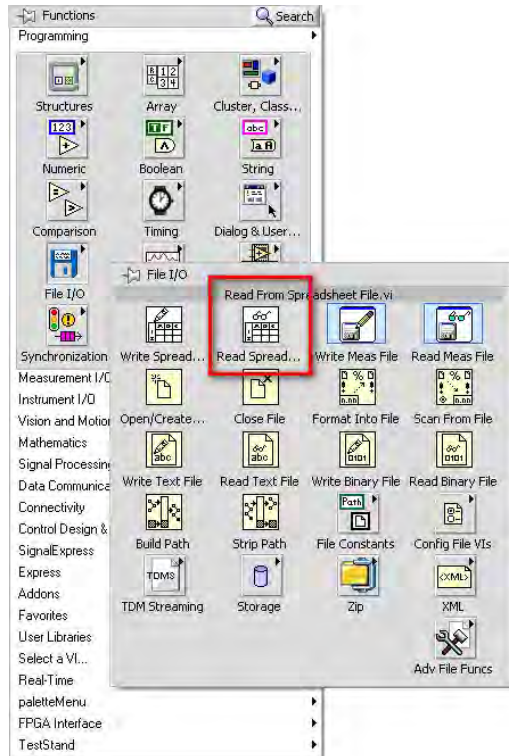 Functions
Search
Programming
Structures
Array
Cluster, Class...
Numeric
Boolean
String
Comparison
Timing
Dialog & User...
File I/O
File I/O
Read From Spreadsheet File.vi
Synchronization
Write Spread...
Read Spread...
Write Meas File
Read Meas File
Measurement I/O
Instrument I/O
Open/Create...
Close File
Format Into File
Scan From File
Vision and Motion
Mathematics
Signal Processing
Write Text File
Read Text File
Write Binary File
Read Binary File
Data Communica
Connectivity
Build Path
Strip Path
File Constants
Config File VIs
Control Design &
SignalExpress
Express
TDM Streaming
Storage
Zip
XML
Addons
Favorites
User Libraries
Select a VI...
Adv File Funcs
Real-Time
paletteMenu
FPGA Interface
TestStand